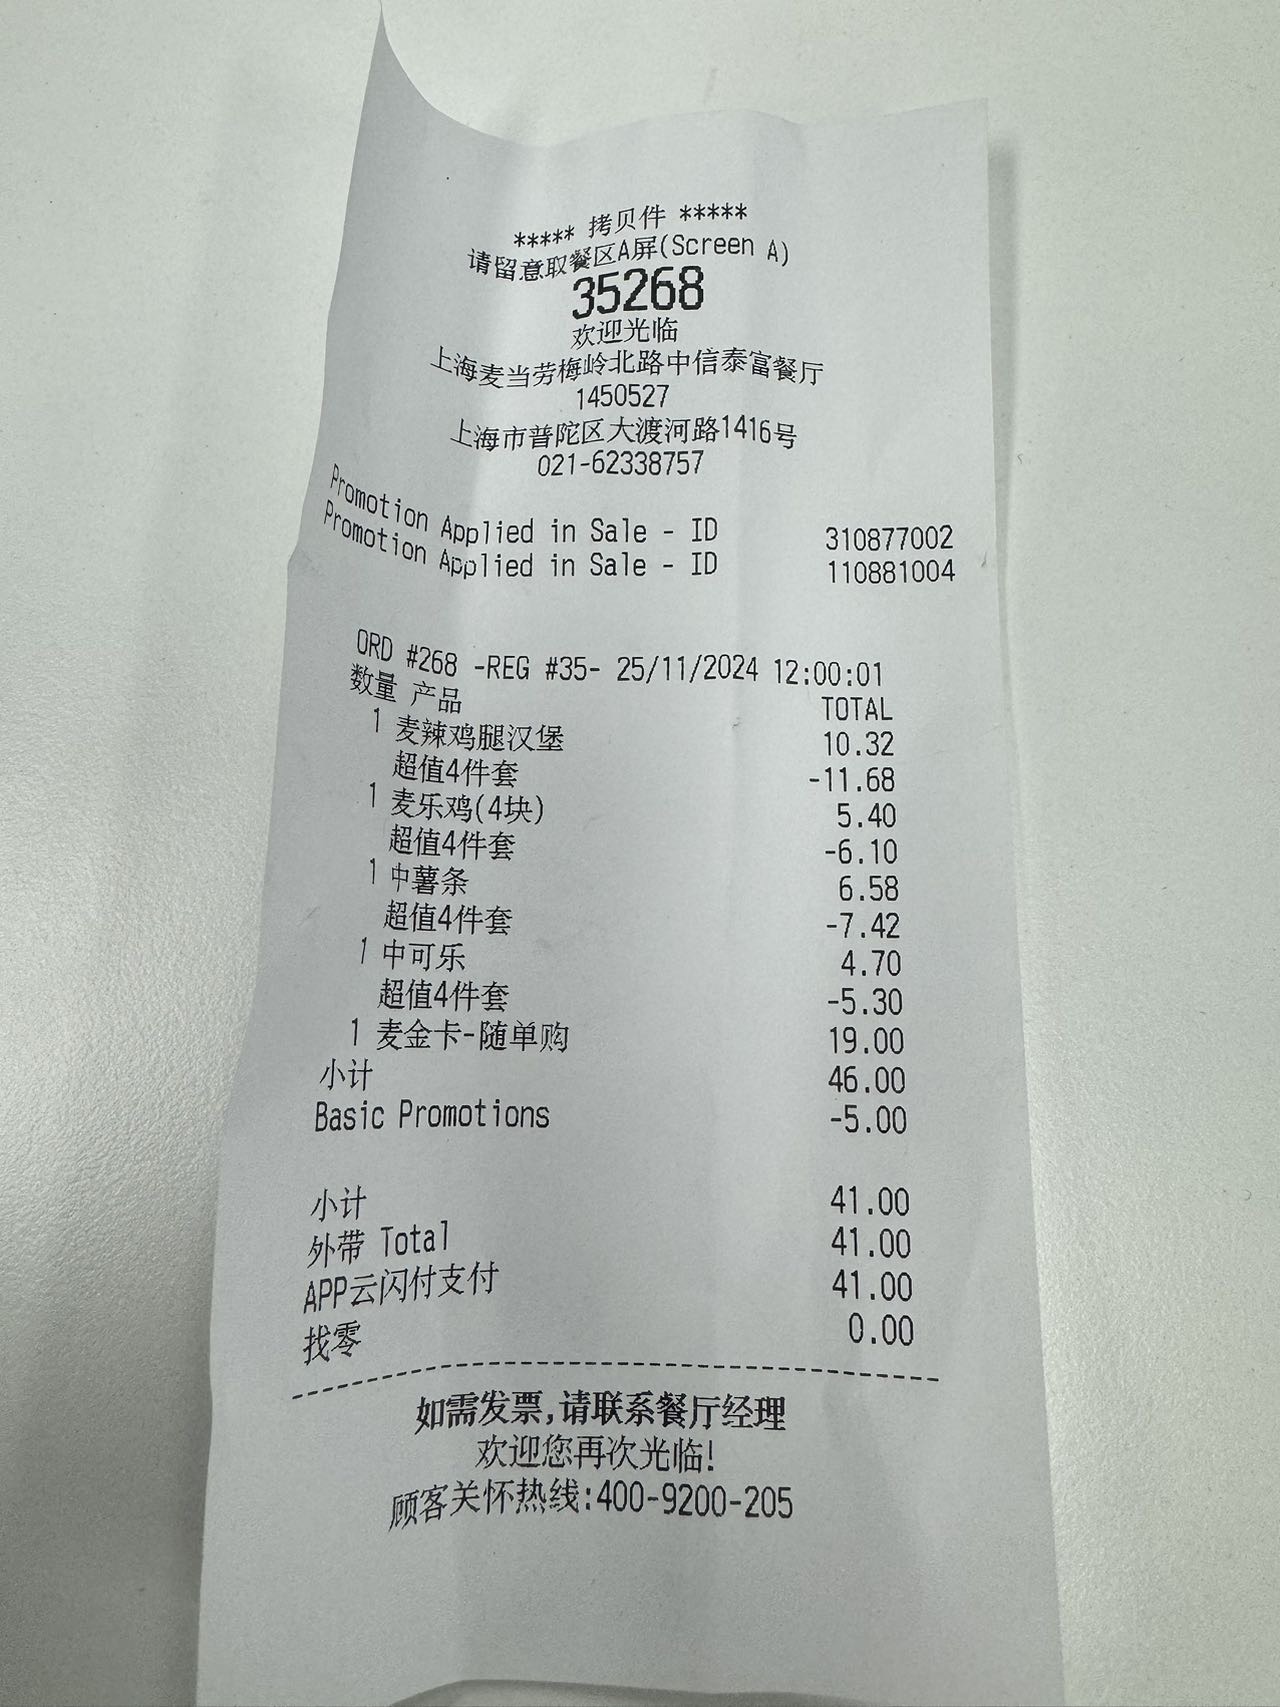 ***** 拷贝件 *****
请留意取餐区A屏(Screen A)
35268
欢迎光临
上海麦当劳梅岭北路中信泰富餐厅
1450527
上海市普陀区大渡河路1416号
021-62338757
Promotion Applied in Sale - ID 310877002
Promotion Applied in Sale - ID 110881004
ORD #268 -REG #35- 25/11/2024 12:00:01
数量 产品 TOTAL
1 麦辣鸡腿汉堡 10.32
超值4件套 -11.68
1 麦乐鸡(4块) 5.40
超值4件套 -6.10
1 中薯条 6.58
超值4件套 -7.42
1 中可乐 4.70
超值4件套 -5.30
1 麦金卡-随单购 19.00
小计 46.00
Basic Promotions -5.00
小计 41.00
外带 Total 41.00
APP云闪付支付 41.00
找零 0.00
如需发票,请联系餐厅经理
欢迎您再次光临!
顾客关怀热线:400-9200-205